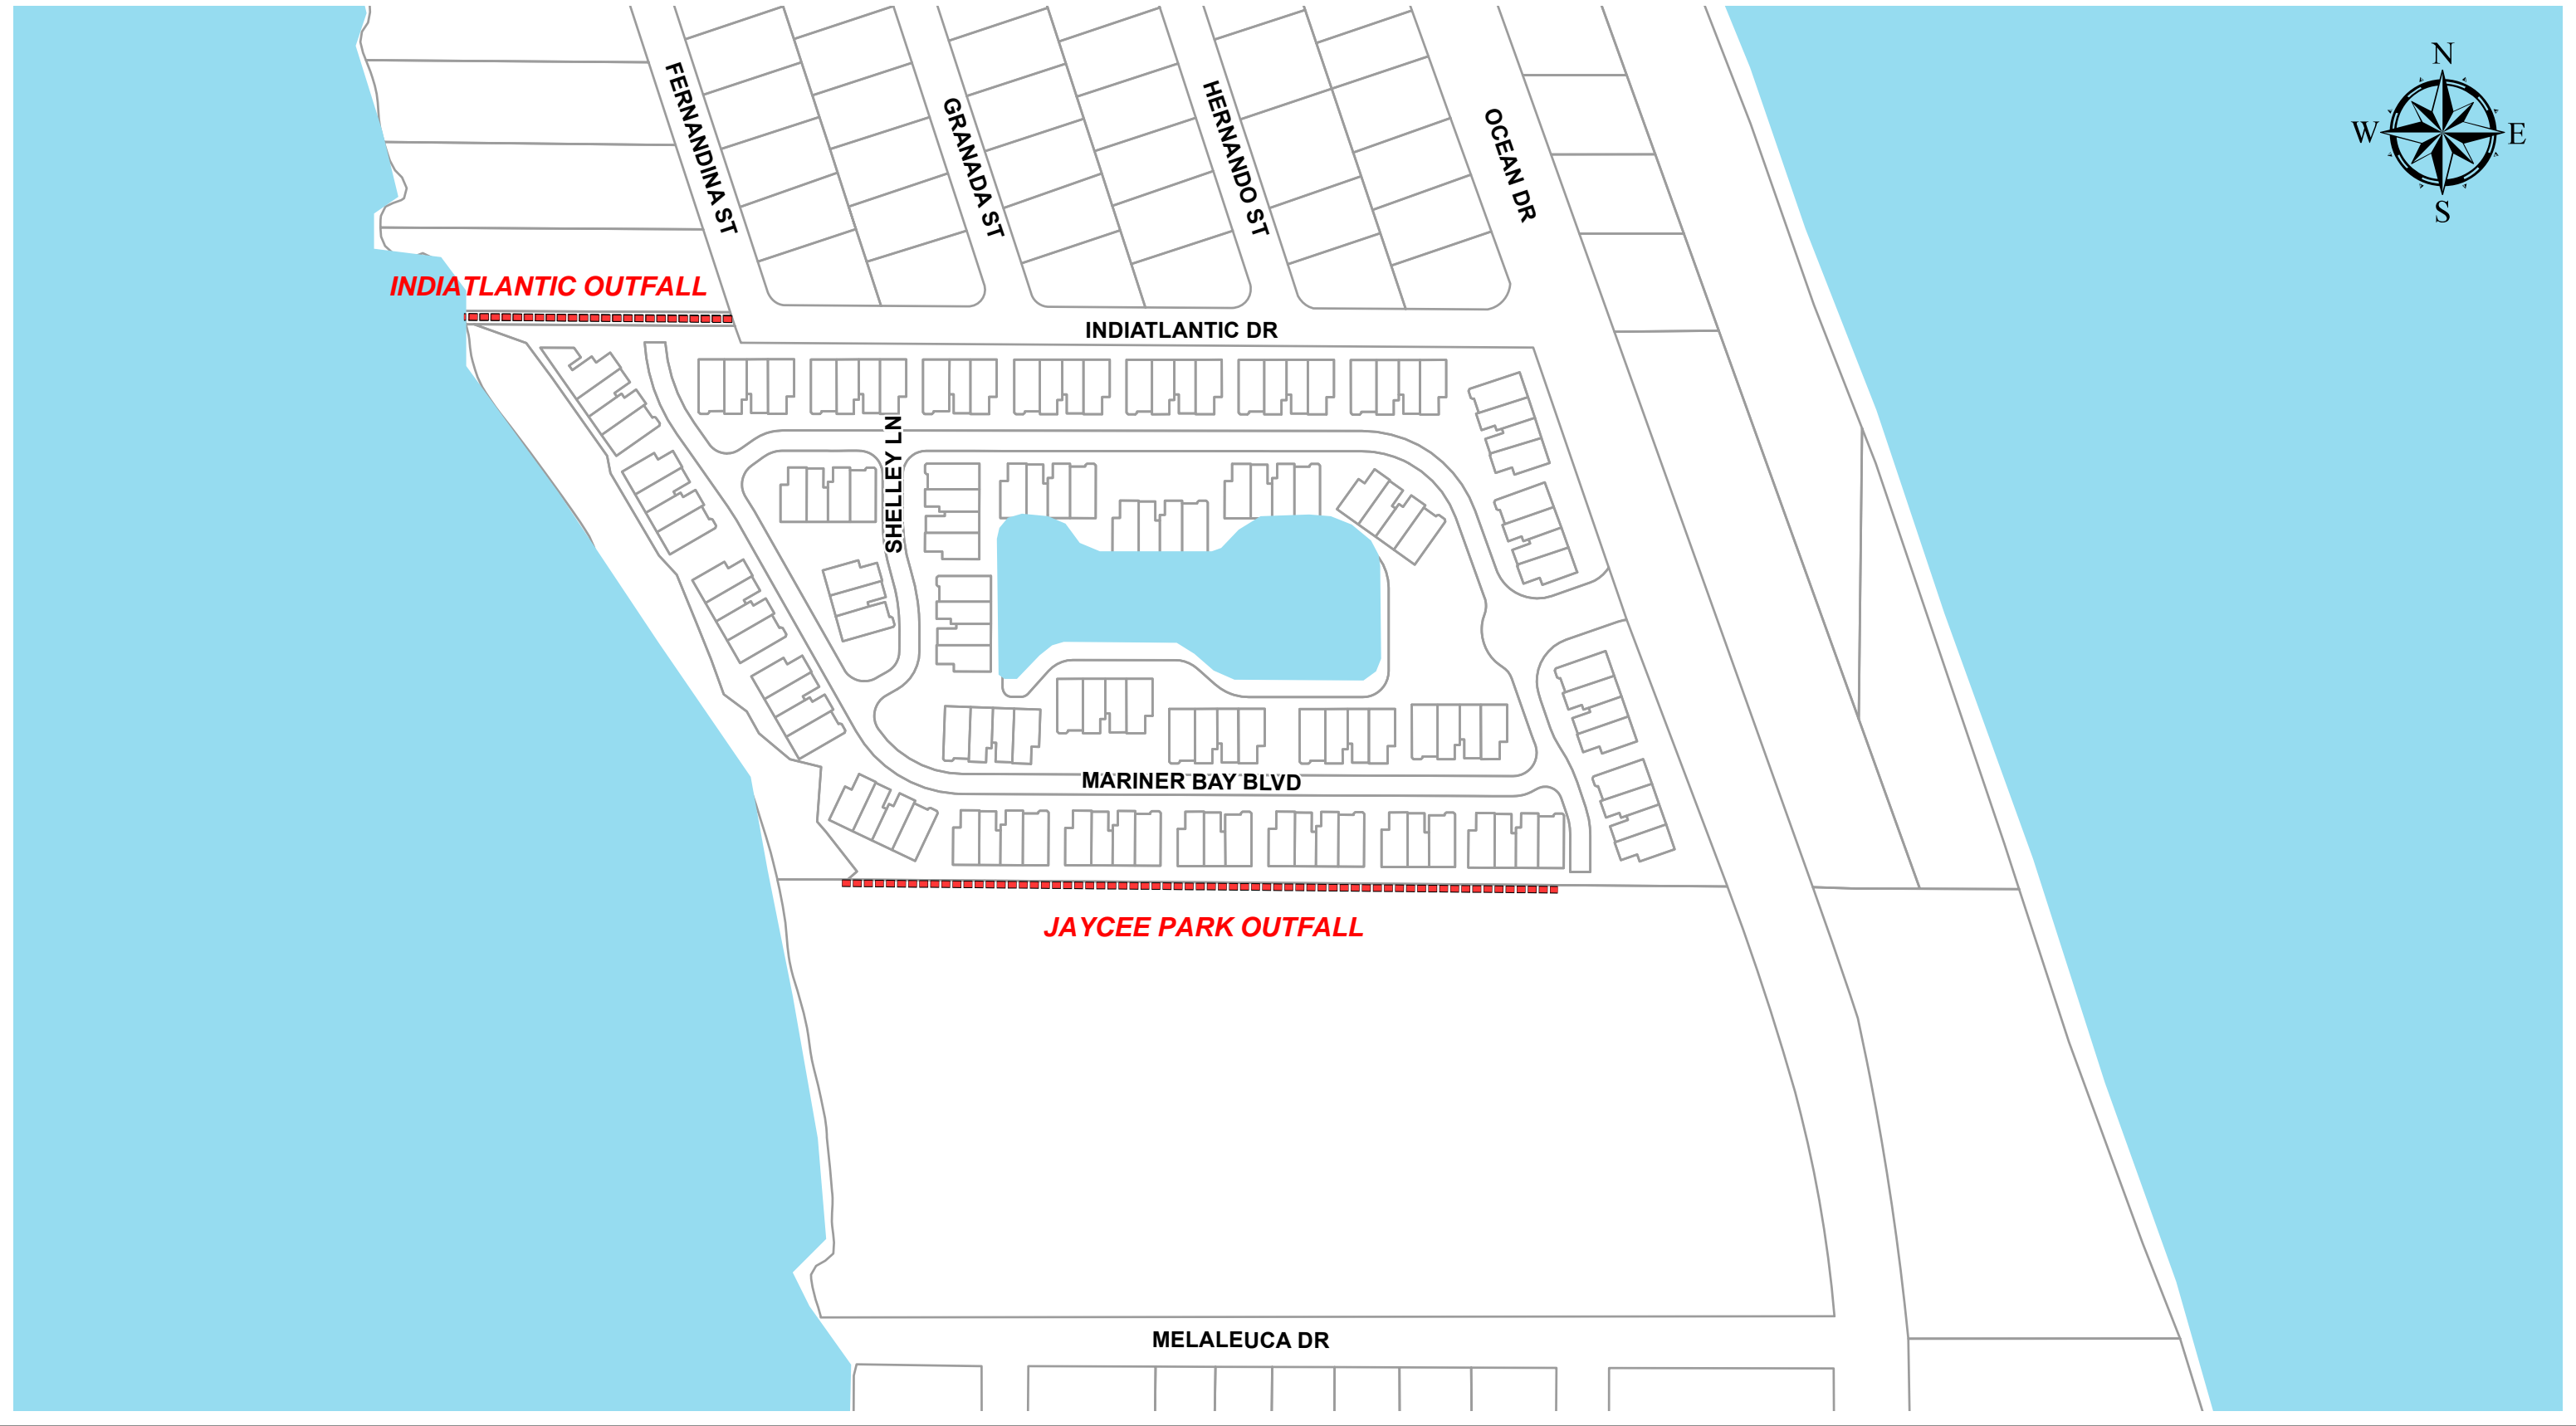 N
W
E
S
FERNANDINA ST
GRANADA ST
HERNANDO ST
OCEAN DR
INDIATLANTIC OUTFALL
INDIATLANTIC DR
SHELLEY LN
MARINER BAY BLVD
JAYCEE PARK OUTFALL
MELALEUCA DR